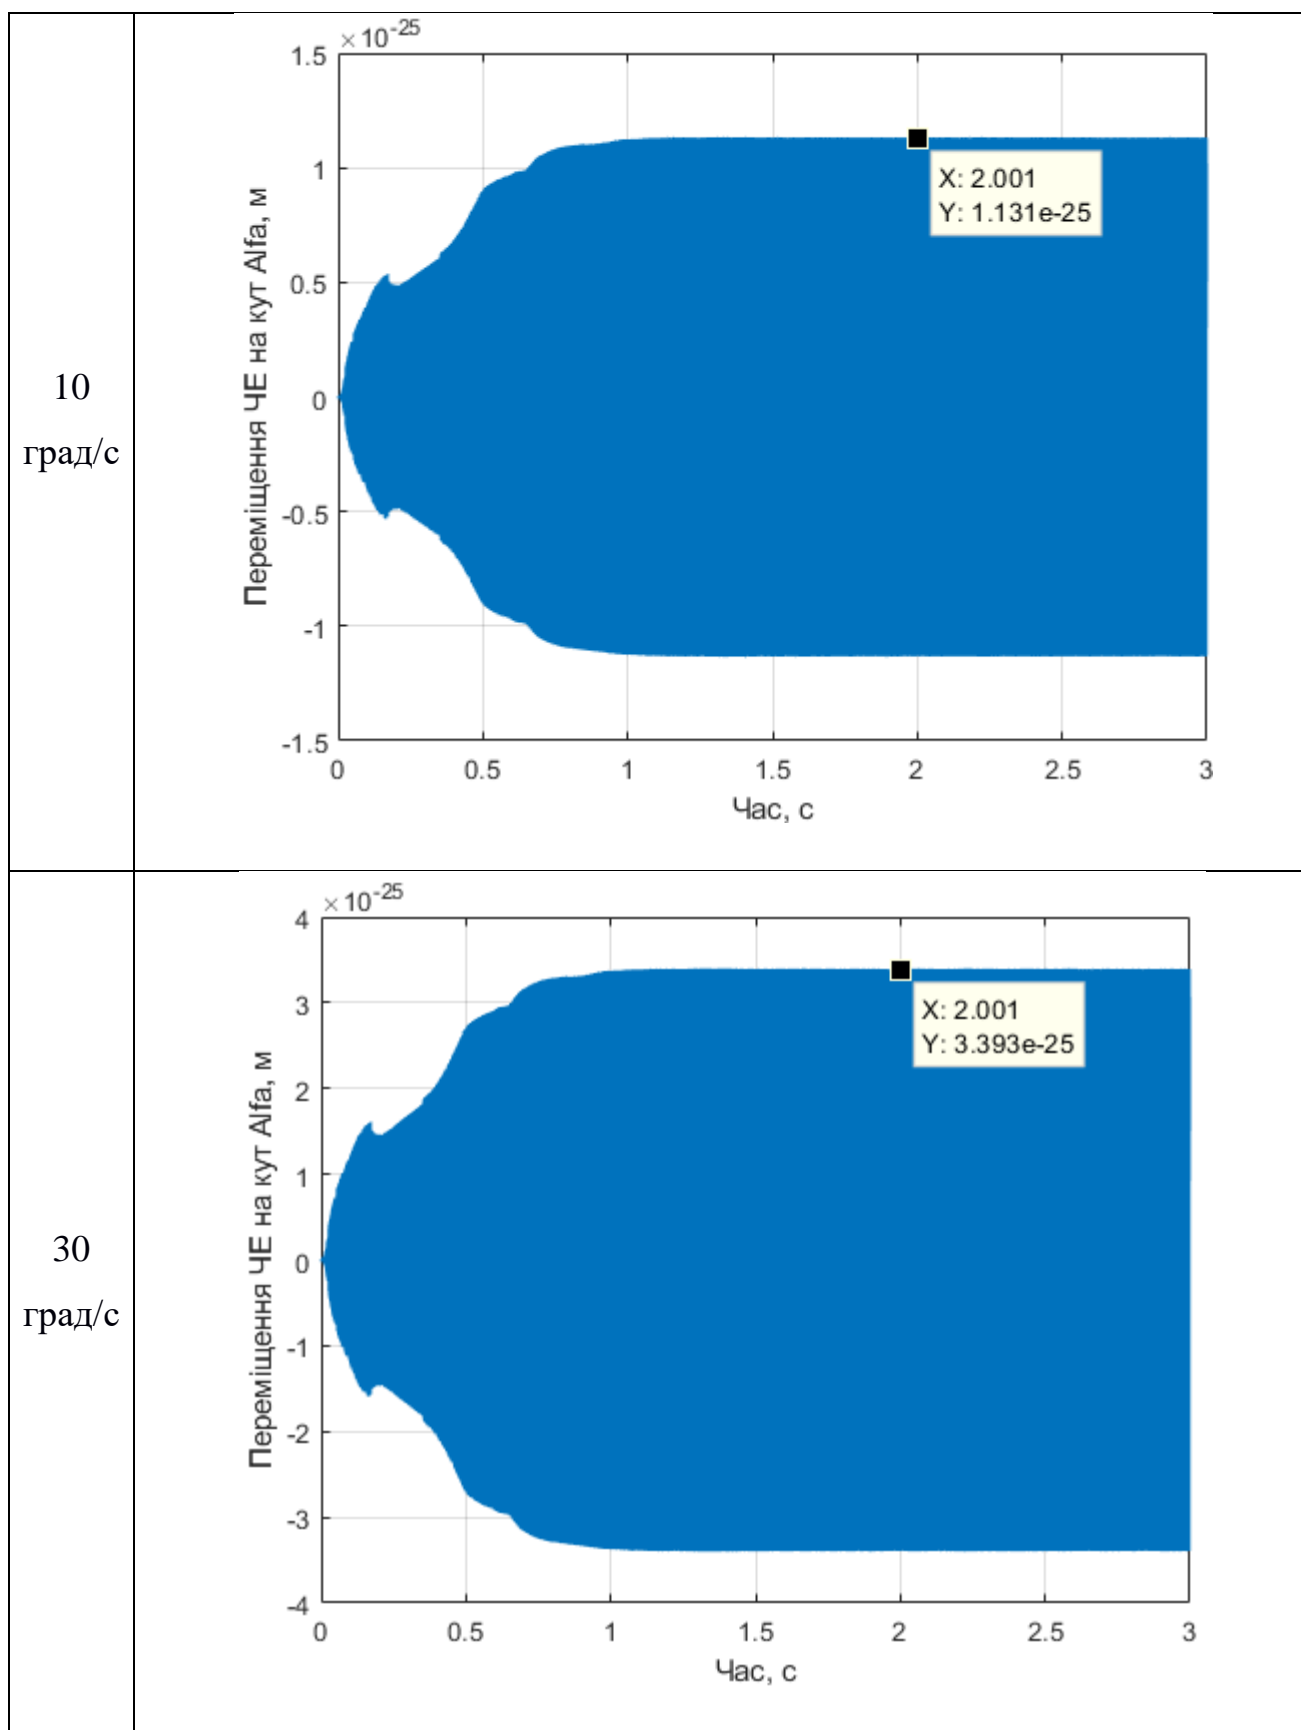 10
град/с
×10-25
1.5
1
0.5
0
-0.5
-1
-1.5
Переміщення ЧЕ на кут Alfa, м
X: 2.001
Y: 1.131e-25
0 0.5 1 1.5 2 2.5 3
Час, с
30
град/с
×10-25
4
3
2
1
0
-1
-2
-3
-4
Переміщення ЧЕ на кут Alfa, м
X: 2.001
Y: 3.393e-25
0 0.5 1 1.5 2 2.5 3
Час, с